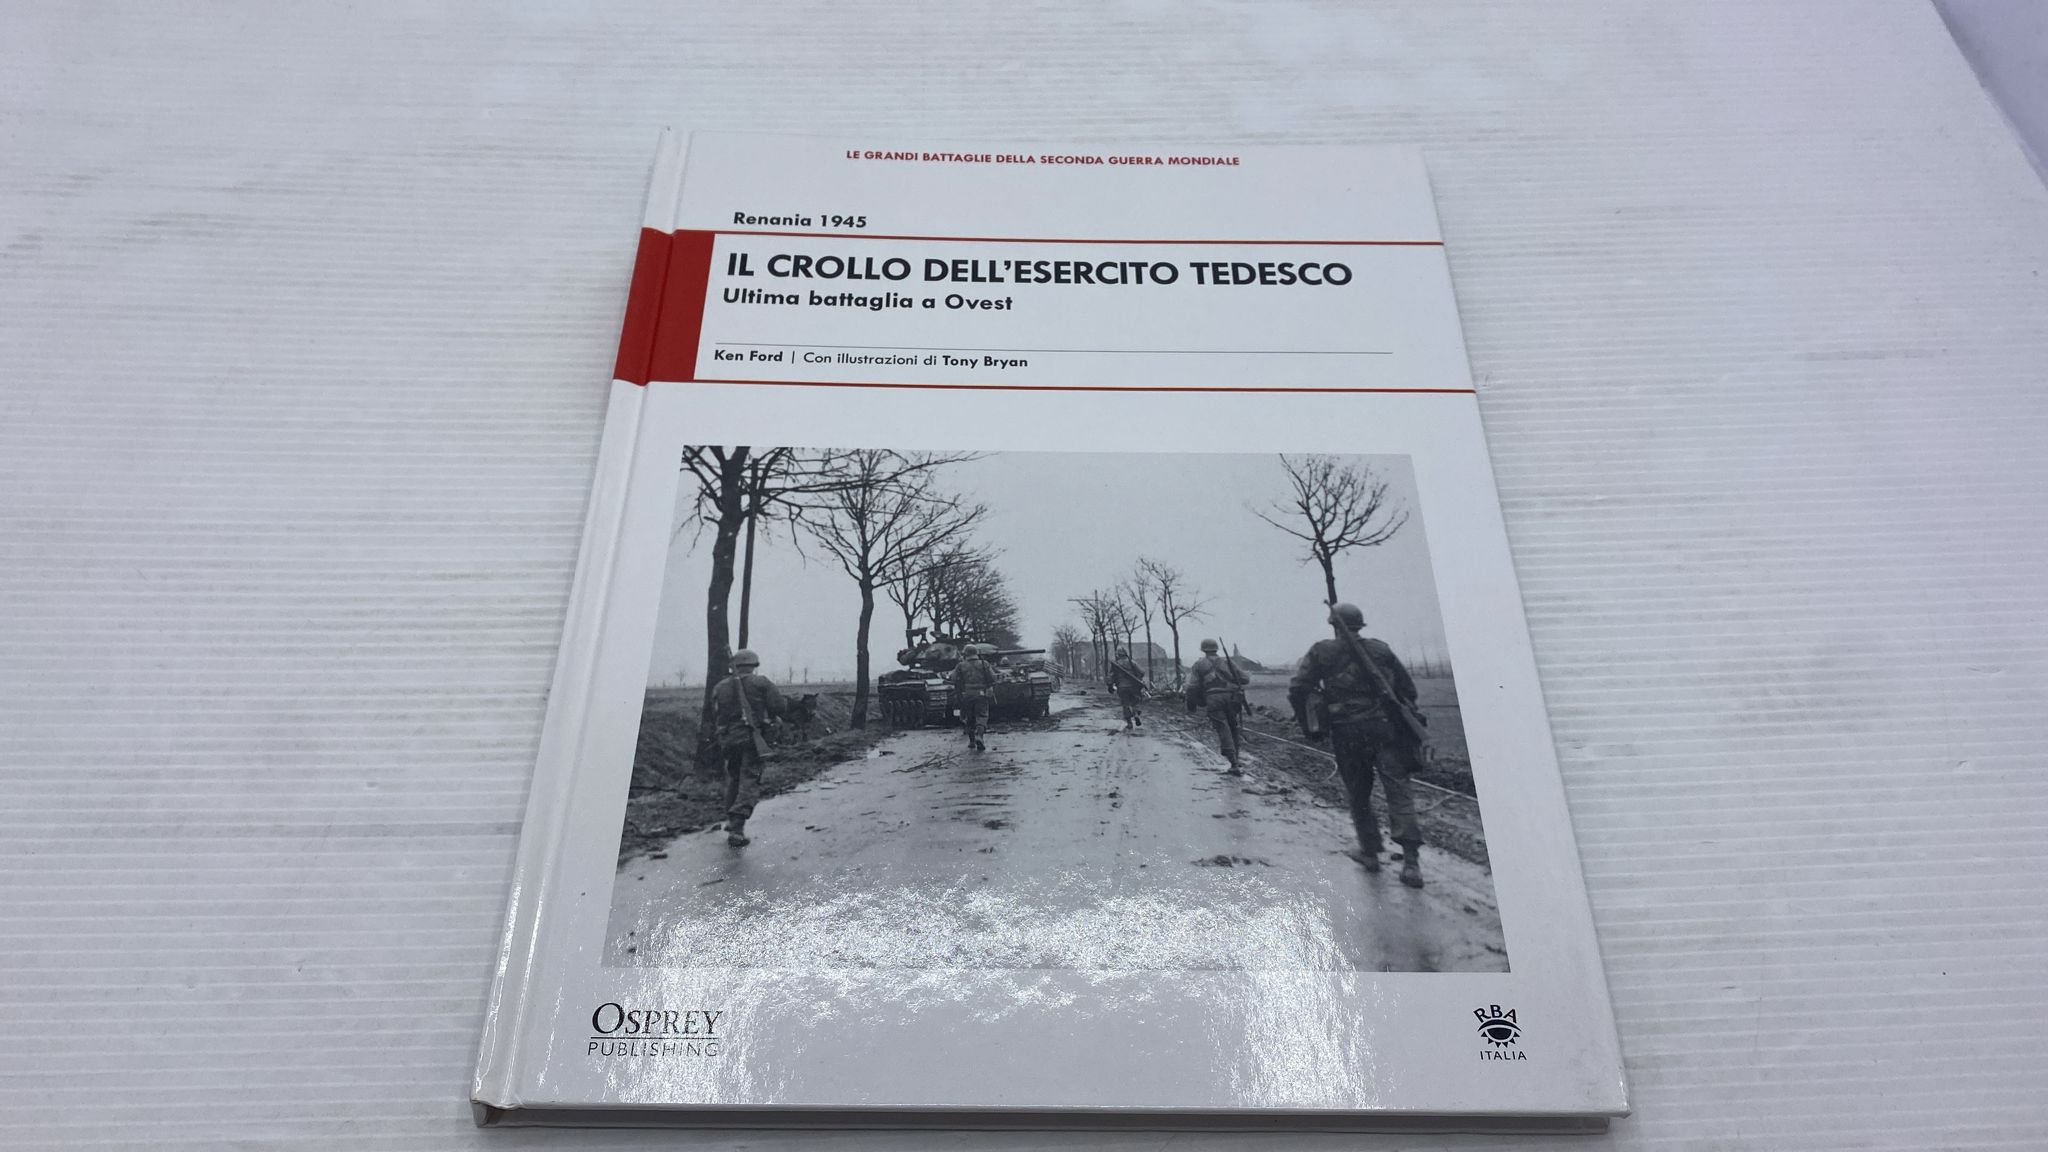 LE GRANDI BATTAGLIE DELLA SECONDA GUERRA MONDIALE
Renania 1945
IL CROLLO DELL'ESERCITO TEDESCO
Ultima battaglia a Ovest
Ken Ford | Con illustrazioni di Tony Bryan
OSPREY
PUBLISHING
RBA
ITALIA